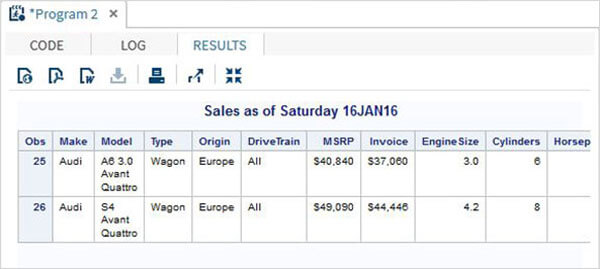 *Program 2 ×
CODE LOG RESULTS
Sales as of Saturday 16JAN16
Obs Make Model Type Origin DriveTrain MSRP Invoice EngineSize Cylinders Horsep
25 Audi A6 3.0 Wagon Europe All $40,840 $37,060 3.0 6
Avant
Quattro
26 Audi S4 Wagon Europe All $49,090 $44,446 4.2 8
Avant
Quattro